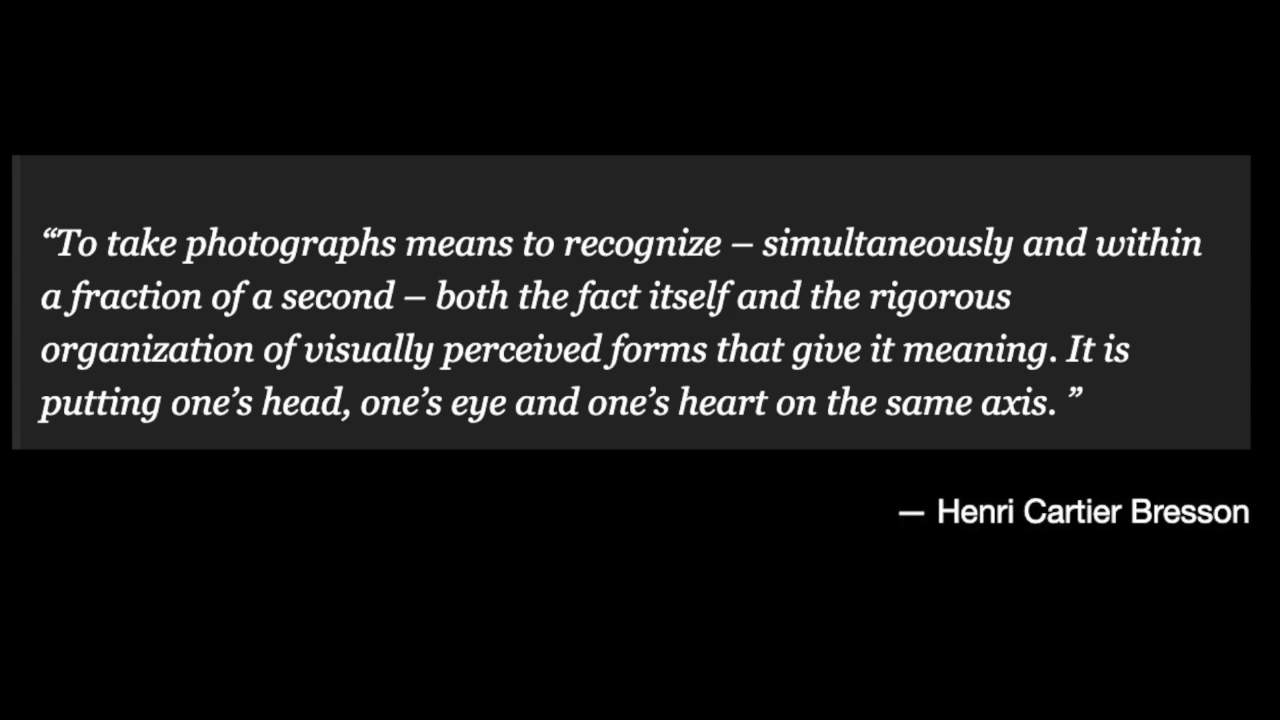 “To take photographs means to recognize – simultaneously and within
a fraction of a second – both the fact itself and the rigorous
organization of visually perceived forms that give it meaning. It is
putting one’s head, one’s eye and one’s heart on the same axis. ”
— Henri Cartier Bresson